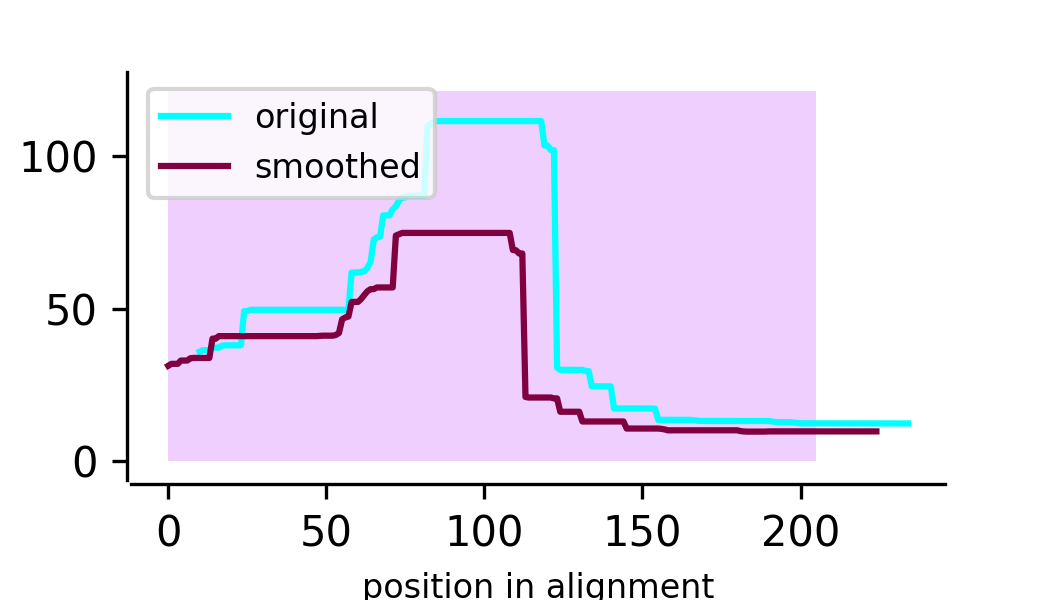 original
smoothed
100
50
0
0 50 100 150 200
position in alignment